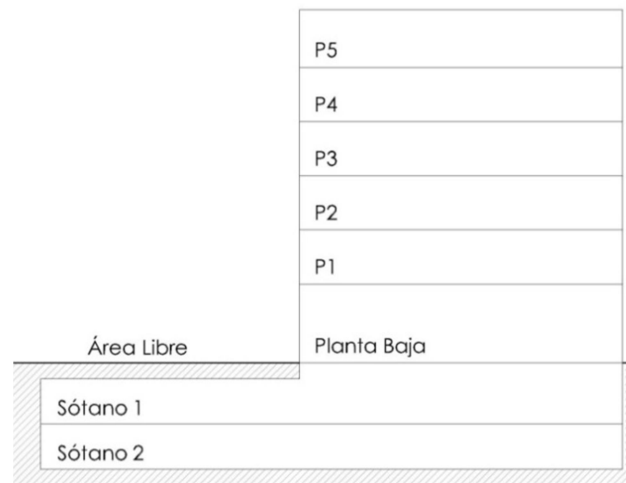 P5
P4
P3
P2
P1
Área Libre
Planta Baja
Sótano 1
Sótano 2